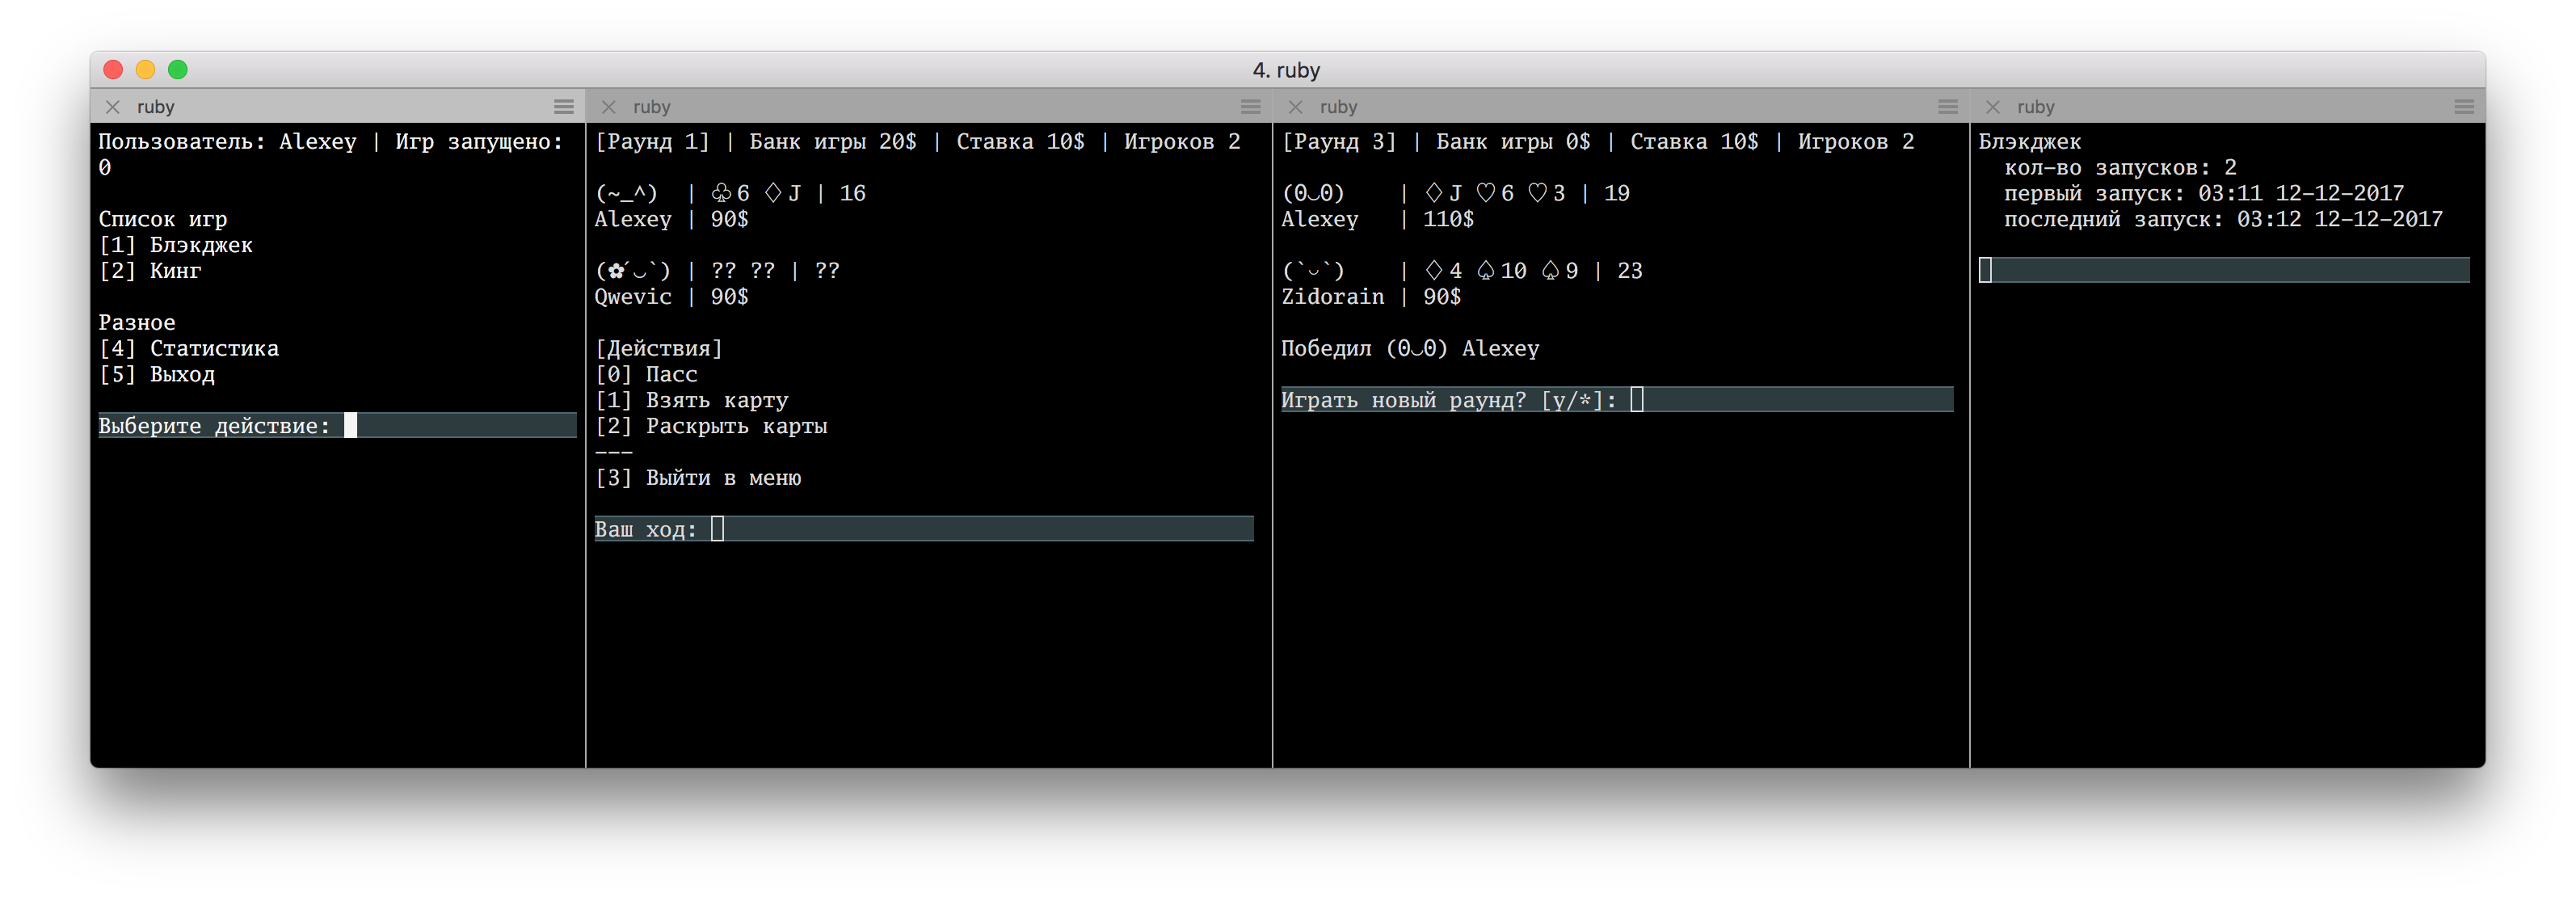 4. ruby
ruby
Пользователь: Alexey | Игр запущено:
0
Список игр
[1] Блэкджек
[2] Кинг
Разное
[4] Статистика
[5] Выход
Выберите действие:
ruby
[Раунд 1] | Банк игры 20$ | Ставка 10$ | Игроков 2
(~_^) | ♧6 ♢J | 16
Alexey | 90$
(✿´◡`) | ?? ?? | ??
Qwevic | 90$
[Действия]
[0] Пасс
[1] Взять карту
[2] Раскрыть карты
---
[3] Выйти в меню
Ваш ход:
ruby
[Раунд 3] | Банк игры 0$ | Ставка 10$ | Игроков 2
(0◡0) | ♢J ♡6 ♡3 | 19
Alexey | 110$
(`◡`) | ♢4 ♤10 ♤9 | 23
Zidorain | 90$
Победил (0◡0) Alexey
Играть новый раунд? [y/*]:
ruby
Блэкджек
кол-во запусков: 2
первый запуск: 03:11 12-12-2017
последний запуск: 03:12 12-12-2017